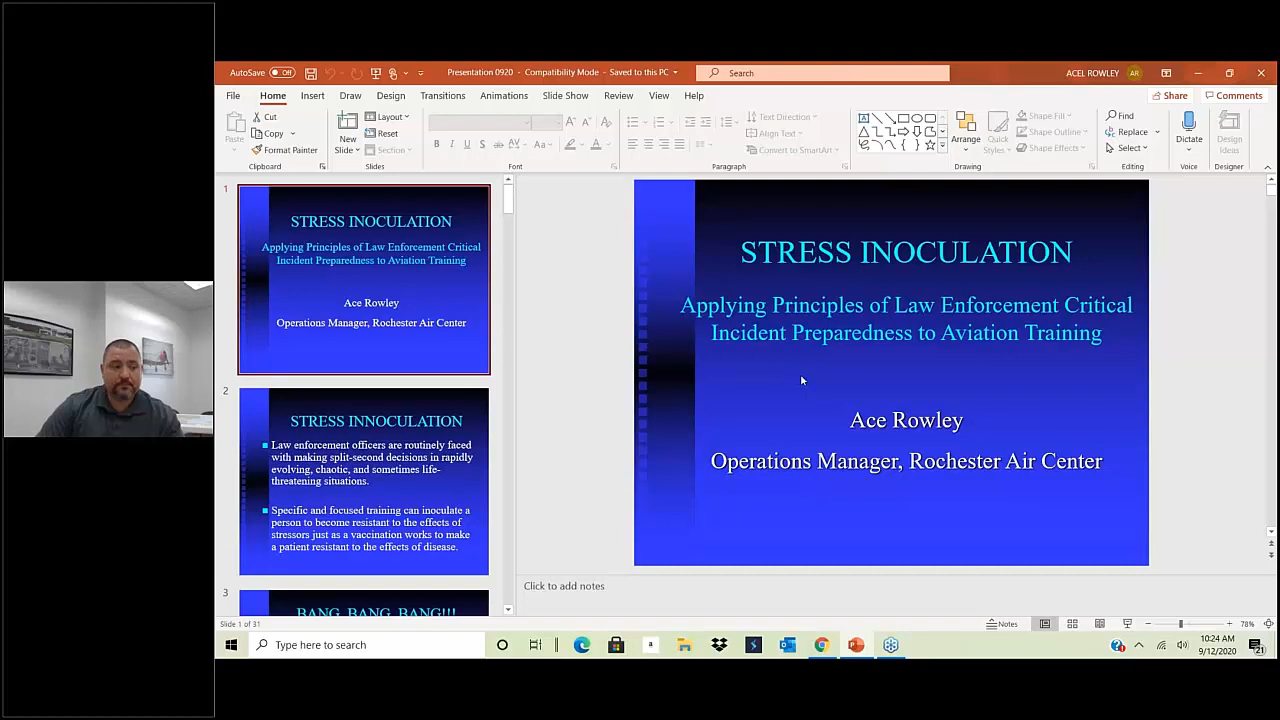 AutoSave Off
Presentation 0920 - Compatibility Mode - Saved to this PC
Search
ACEL ROWLEY AR
File Home Insert Draw Design Transitions Animations Slide Show Review View Help
Share Comments
Paste
Cut
Copy
Format Painter
Clipboard
New
Slide
Layout
Reset
Section
Slides
Font
Text Direction
Align Text
Convert to SmartArt
Paragraph
Arrange
Quick
Styles
Shape Fill
Shape Outline
Shape Effects
Drawing
Find
Replace
Select
Editing
Dictate
Voice
Design
Ideas
Designer
1
STRESS INOCULATION
Applying Principles of Law Enforcement Critical
Incident Preparedness to Aviation Training
Ace Rowley
Operations Manager, Rochester Air Center
2
STRESS INNOCULATION
Law enforcement officers are routinely faced
with making split-second decisions in rapidly
evolving, chaotic, and sometimes life-
threatening situations.
Specific and focused training can inoculate a
person to become resistant to the effects of
stressors just as a vaccination works to make
a patient resistant to the effects of disease.
3
BANG, BANG, BANG!!!
STRESS INOCULATION
Applying Principles of Law Enforcement Critical
Incident Preparedness to Aviation Training
Ace Rowley
Operations Manager, Rochester Air Center
Click to add notes
Slide 1 of 31
Notes
78%
Type here to search
10:24 AM
9/12/2020
21